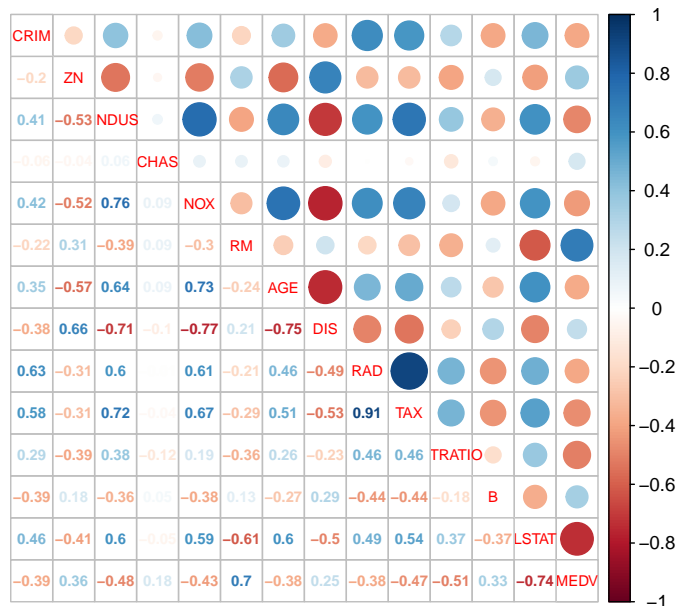 CRIM
−0.2 ZN
0.41 −0.53 NDUS
−0.06 −0.04 0.06 CHAS
0.42 −0.52 0.76 0.09 NOX
−0.22 0.31 −0.39 0.09 −0.3 RM
0.35 −0.57 0.64 0.09 0.73 −0.24 AGE
−0.38 0.66 −0.71 −0.1 −0.77 0.21 −0.75 DIS
0.63 −0.31 0.6 0.61 −0.21 0.46 −0.49 RAD
0.58 −0.31 0.72 −0.04 0.67 −0.29 0.51 −0.53 0.91 TAX
0.29 −0.39 0.38 −0.12 0.19 −0.36 0.26 −0.23 0.46 0.46 TRATIO
−0.39 0.18 −0.36 0.05 −0.38 0.13 −0.27 0.29 −0.44 −0.44 −0.18 B
0.46 −0.41 0.6 −0.05 0.59 −0.61 0.6 −0.5 0.49 0.54 0.37 −0.37 LSTAT
−0.39 0.36 −0.48 0.18 −0.43 0.7 −0.38 0.25 −0.38 −0.47 −0.51 0.33 −0.74 MEDV
1
0.8
0.6
0.4
0.2
0
−0.2
−0.4
−0.6
−0.8
−1